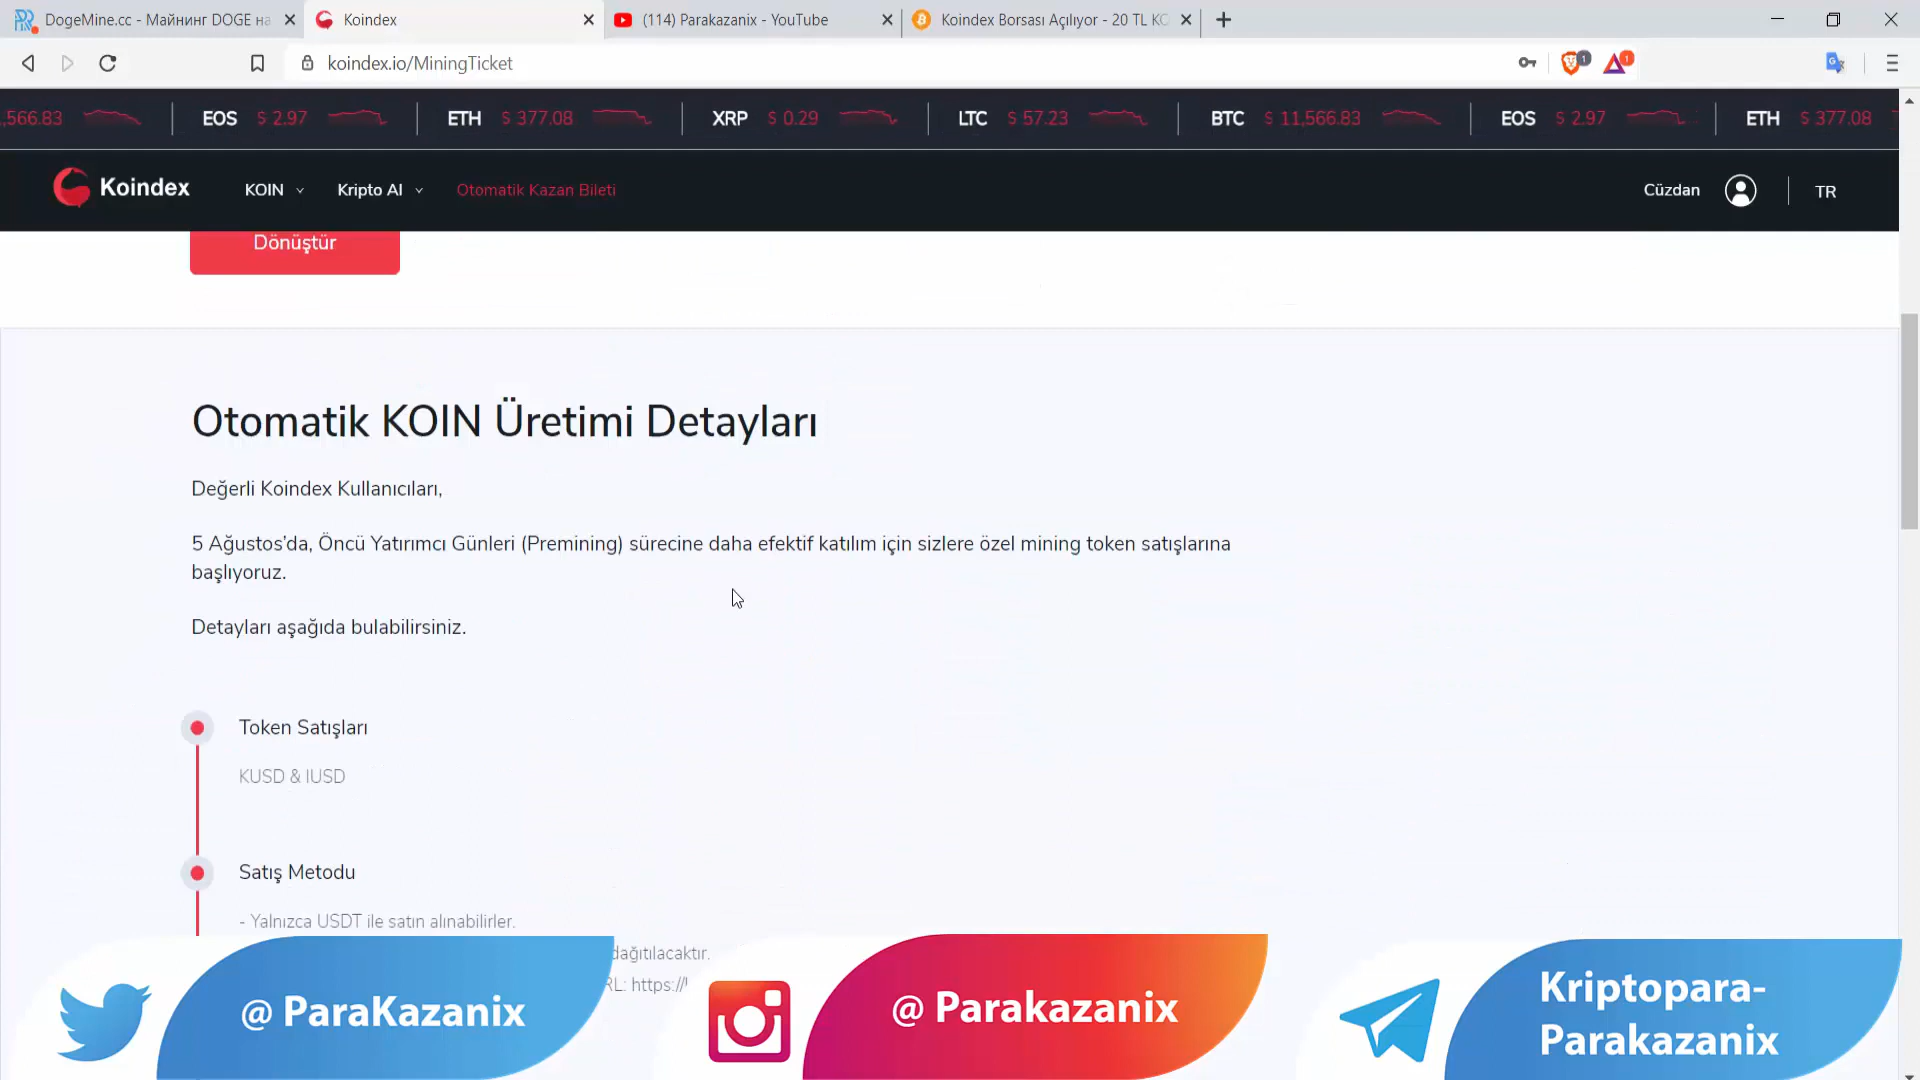 DogeMine.cc - Майнинг DOGE на
Koindex
(114) Parakazanix - YouTube
Koindex Borsası Açılıyor - 20 TL KO
koindex.io/MiningTicket
1
1
,566.83
EOS $ 2.97
ETH $ 377.08
XRP $ 0.29
LTC $ 57.23
BTC $ 11,566.83
EOS $ 2.97
ETH $ 377.08
Koindex
KOIN
Kripto AI
Otomatik Kazan Bileti
Cüzdan
TR
Dönüştür
Otomatik KOIN Üretimi Detayları
Değerli Koindex Kullanıcıları,
5 Ağustos’da, Öncü Yatırımcı Günleri (Premining) sürecine daha efektif katılım için sizlere özel mining token satışlarına
başlıyoruz.
Detayları aşağıda bulabilirsiniz.
Token Satışları
KUSD & IUSD
Satış Metodu
- Yalnızca USDT ile satın alınabilirler.
dağıtılacaktır.
RL: https://
@ ParaKazanix
@ Parakazanix
Kriptopara-
Parakazanix